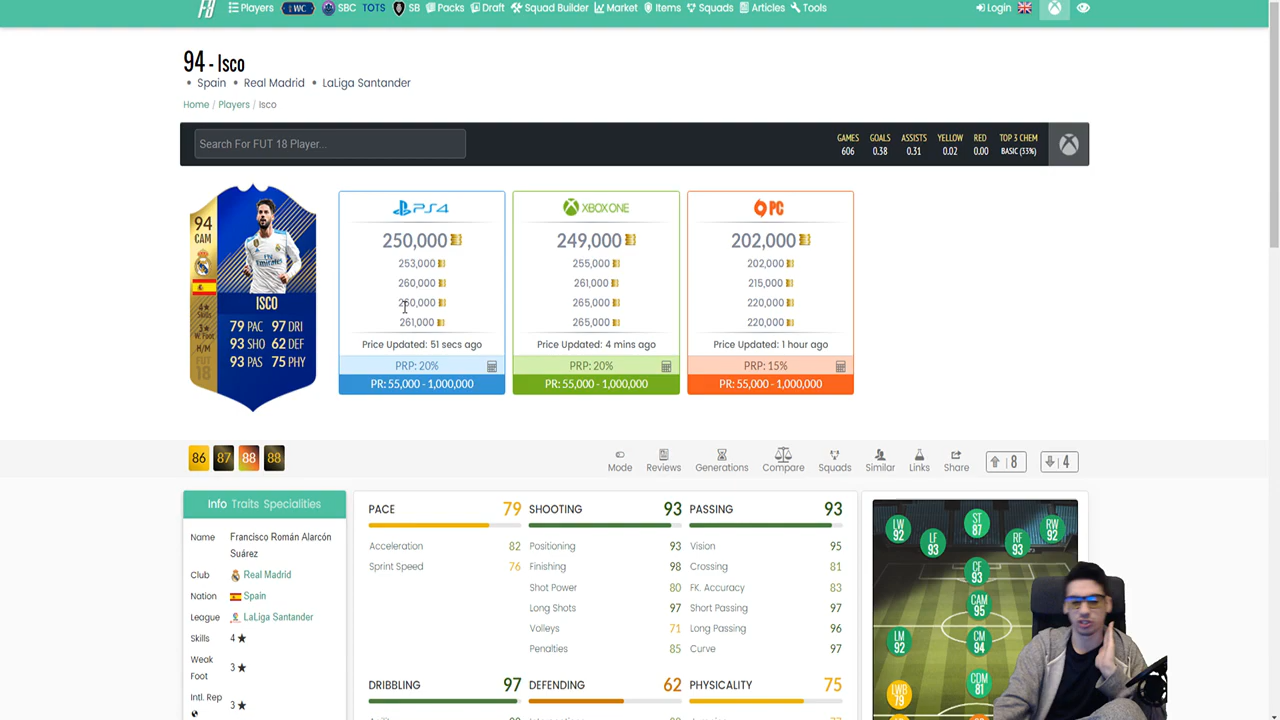 F8 Players WC SBC TOTS SB Packs Draft Squad Builder Market Items Squads Articles Tools Login
94 - Isco
• Spain • Real Madrid • LaLiga Santander
Home / Players / Isco
Search For FUT 18 Player...
GAMES GOALS ASSISTS YELLOW RED TOP 3 CHEM
606 0.38 0.31 0.02 0.00 BASIC (33%)
94
CAM
4★
Skills
3★
W. Foot
H/M
FUT
18
ISCO
79 PAC 97 DRI
93 SHO 62 DEF
93 PAS 75 PHY
PS4
250,000
253,000
260,000
260,000
261,000
Price Updated: 51 secs ago
PRP: 20%
PR: 55,000 - 1,000,000
XBOX ONE
249,000
255,000
261,000
265,000
265,000
Price Updated: 4 mins ago
PRP: 20%
PR: 55,000 - 1,000,000
PC
202,000
202,000
215,000
220,000
220,000
Price Updated: 1 hour ago
PRP: 15%
PR: 55,000 - 1,000,000
86 87 88 88
Mode Reviews Generations Compare Squads Similar Links Share 8 4
Info Traits Specialities
Name Francisco Román Alarcón
Suárez
Club Real Madrid
Nation Spain
League LaLiga Santander
Skills 4 ★
Weak
Foot 3 ★
Intl. Rep 3 ★
PACE 79
Acceleration 82
Sprint Speed 76
SHOOTING 93
Positioning 93
Finishing 98
Shot Power 80
Long Shots 97
Volleys 71
Penalties 85
PASSING 93
Vision 95
Crossing 81
FK. Accuracy 83
Short Passing 97
Long Passing 96
Curve 97
DRIBBLING 97
DEFENDING 62
PHYSICALITY 75
LW
92
LF
93
ST
87
RF
93
RW
92
CF
93
CAM
95
LM
92
CM
94
CDM
81
LWB
79